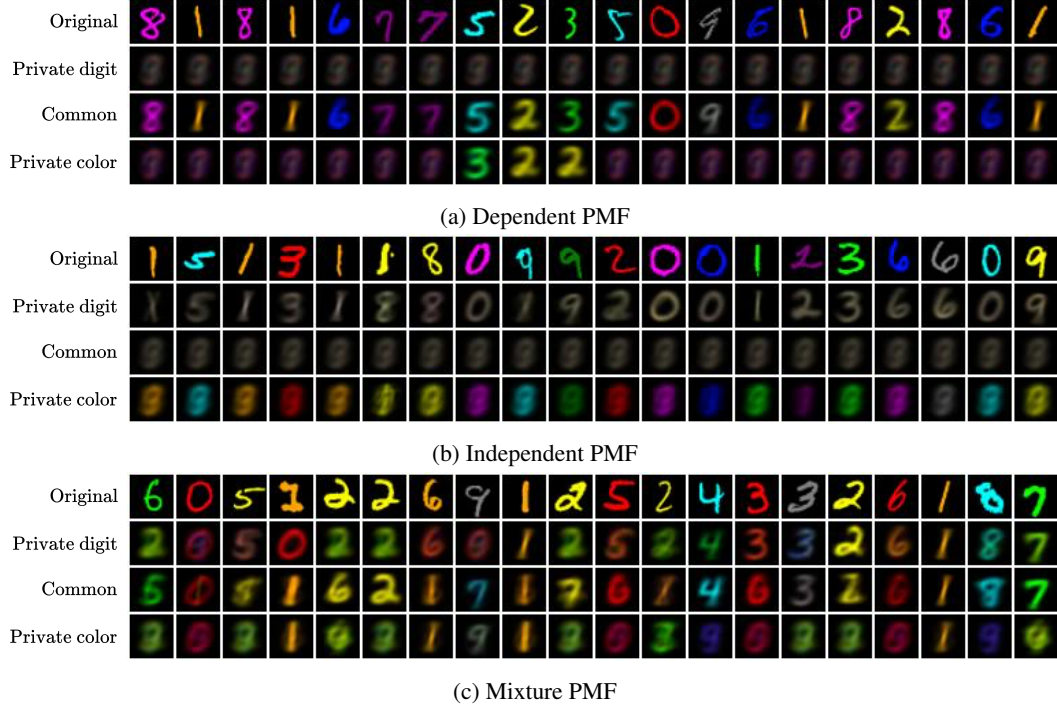 Original
Private digit
Common
Private color
(a) Dependent PMF
Original
Private digit
Common
Private color
(b) Independent PMF
Original
Private digit
Common
Private color
(c) Mixture PMF